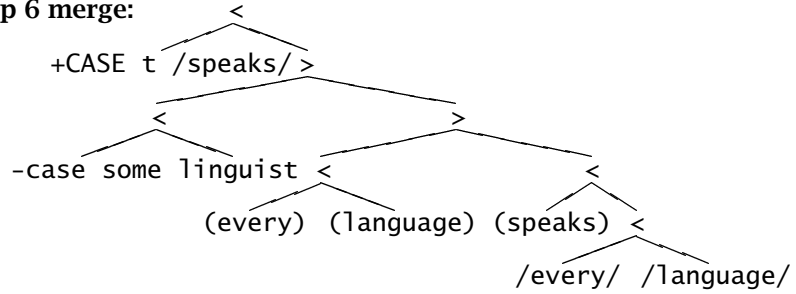 p 6 merge:
<
+CASE t /speaks/ >
< >
-case some linguist < <
(every) (language) (speaks) <
/every/ /language/